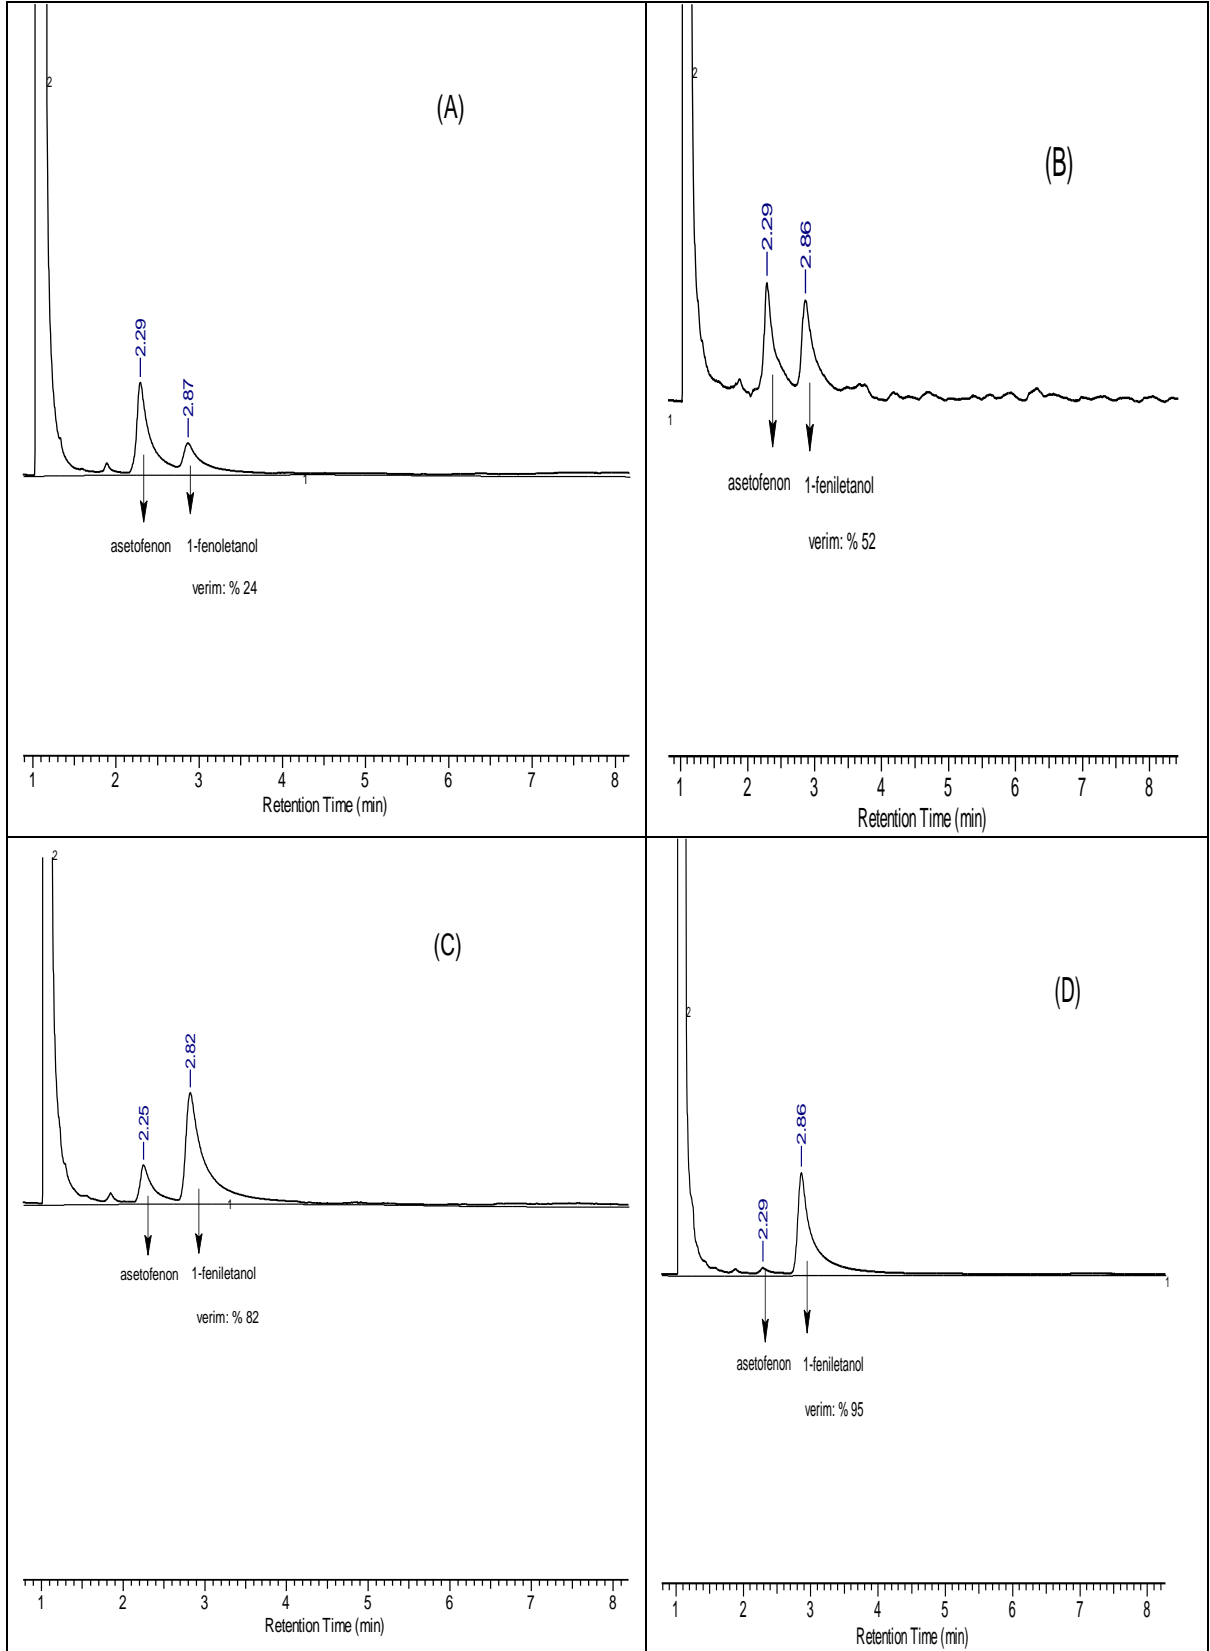 2
(A)
2.29
2.87
1
asetofenon 1-fenoletanol
verim: % 24
1 2 3 4 5 6 7 8
Retention Time (min)
2
(B)
2.29
2.86
1
asetofenon 1-feniletanol
verim: % 52
1 2 3 4 5 6 7 8
Retention Time (min)
2
(C)
2.25
2.82
1
asetofenon 1-feniletanol
verim: % 82
1 2 3 4 5 6 7 8
Retention Time (min)
2
(D)
2.29
2.86
1
asetofenon 1-feniletanol
verim: % 95
1 2 3 4 5 6 7 8
Retention Time (min)